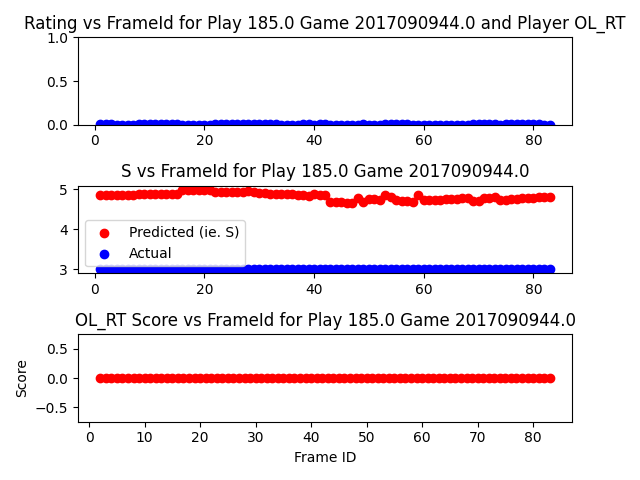 Rating vs FrameId for Play 185.0 Game 2017090944.0 and Player OL_RT
1.0
0.5
0.0
0 20 40 60 80
S vs FrameId for Play 185.0 Game 2017090944.0
5
4
3
Predicted (ie. S)
Actual
0 20 40 60 80
OL_RT Score vs FrameId for Play 185.0 Game 2017090944.0
Score
0.5
0.0
−0.5
0 10 20 30 40 50 60 70 80
Frame ID